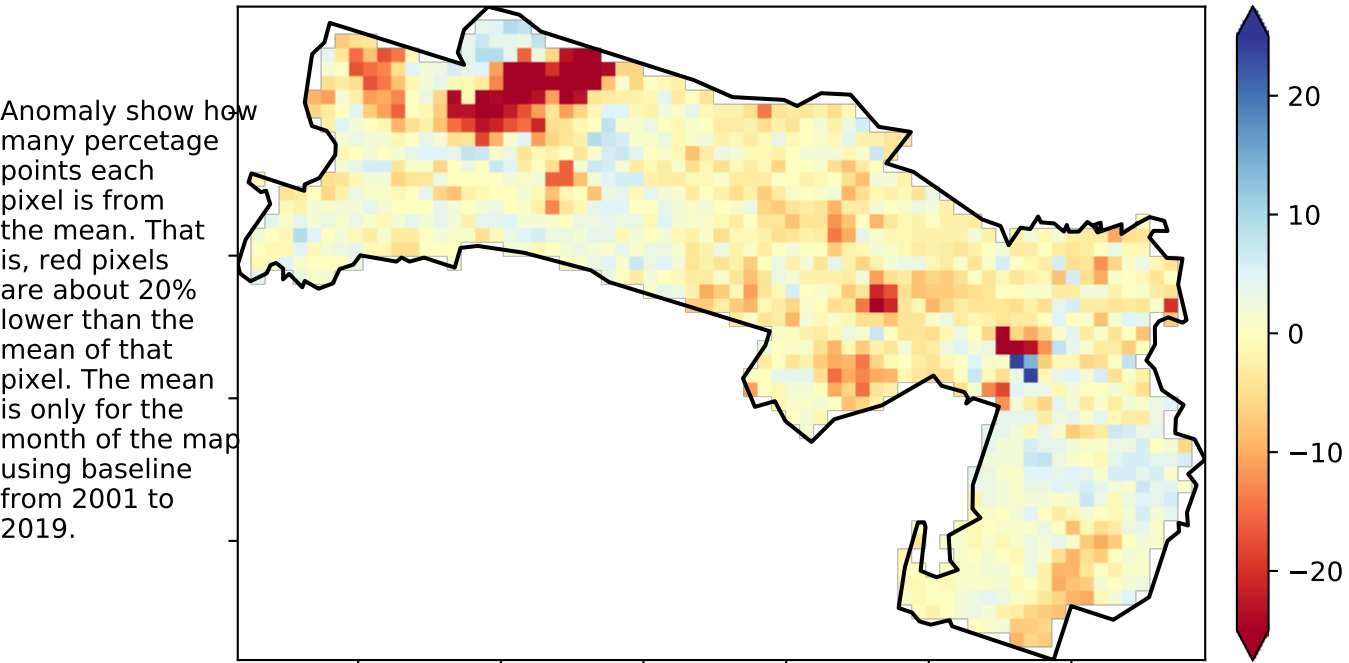 Anomaly show how
many percetage
points each
pixel is from
the mean. That
is, red pixels
are about 20%
lower than the
mean of that
pixel. The mean
is only for the
month of the map
using baseline
from 2001 to
2019.
20
10
0
−10
−20